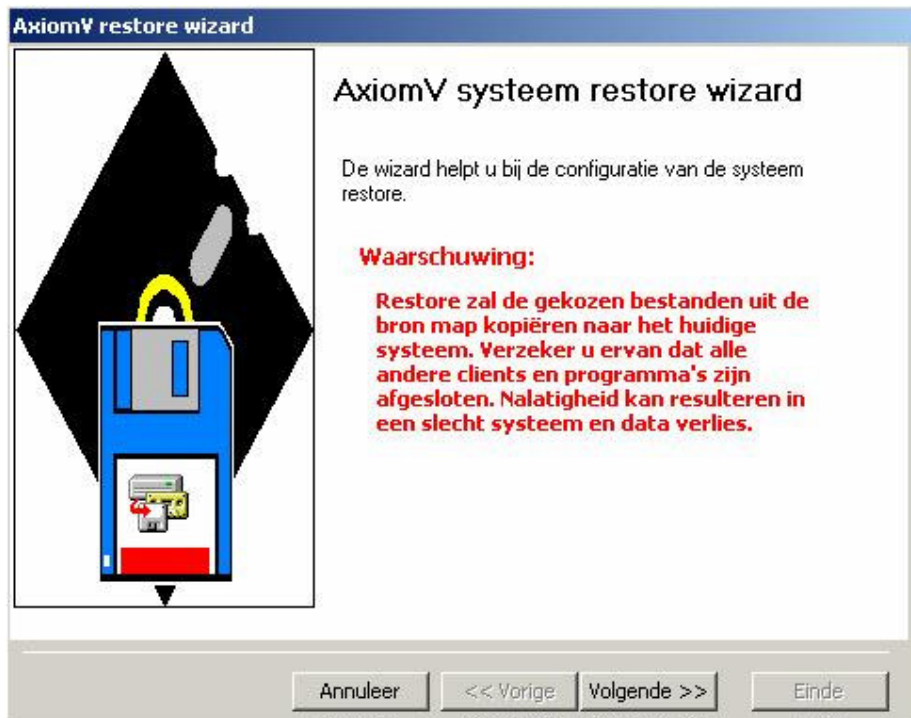 AxiomV restore wizard
AxiomV systeem restore wizard
De wizard helpt u bij de configuratie van de systeem
restore.
Waarschuwing:
Restore zal de gekozen bestanden uit de
bron map kopiëren naar het huidige
systeem. Verzeker u ervan dat alle
andere clients en programma's zijn
afgesloten. Nalatigheid kan resulteren in
een slecht systeem en data verlies.
Annuleer
<< Vorige
Volgende >>
Einde